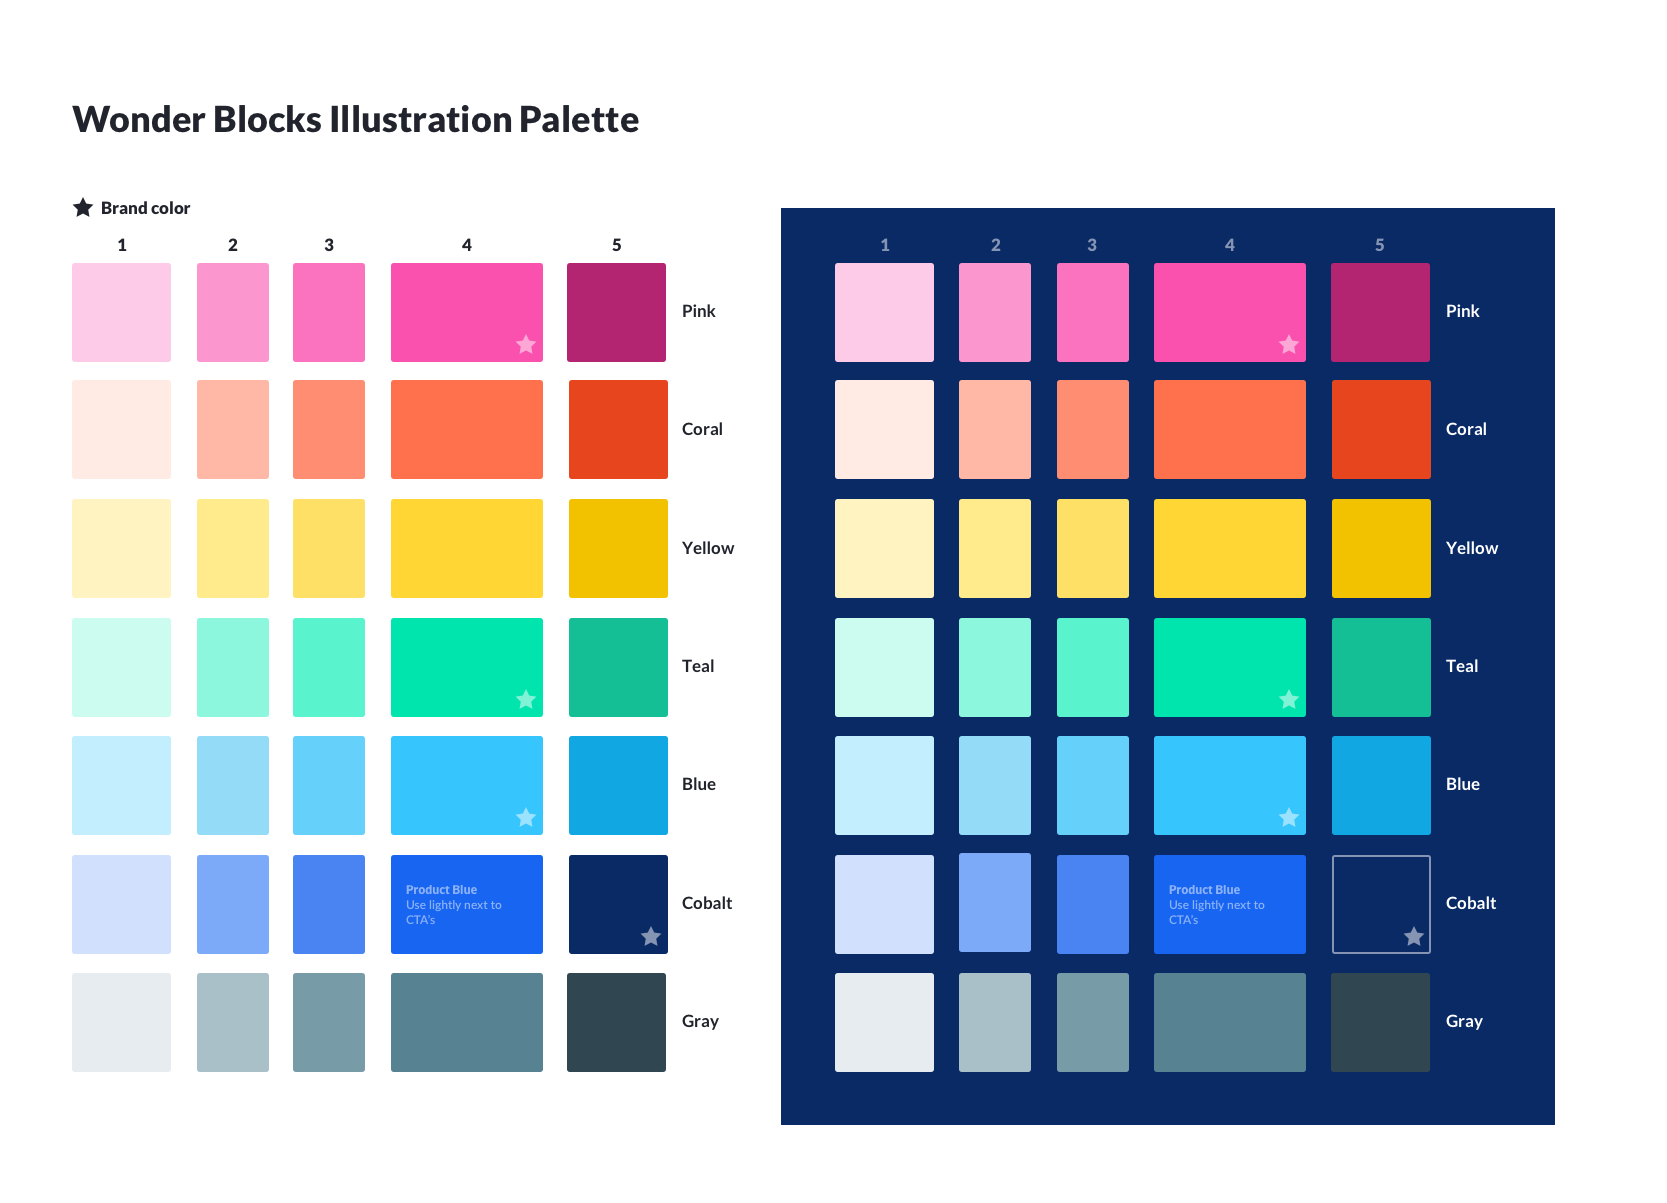 Wonder Blocks Illustration Palette
Brand color
1 2 3 4 5
Pink
Coral
Yellow
Teal
Blue
Product Blue
Use lightly next to
CTA's
Cobalt
Gray
1 2 3 4 5
Pink
Coral
Yellow
Teal
Blue
Product Blue
Use lightly next to
CTA's
Cobalt
Gray